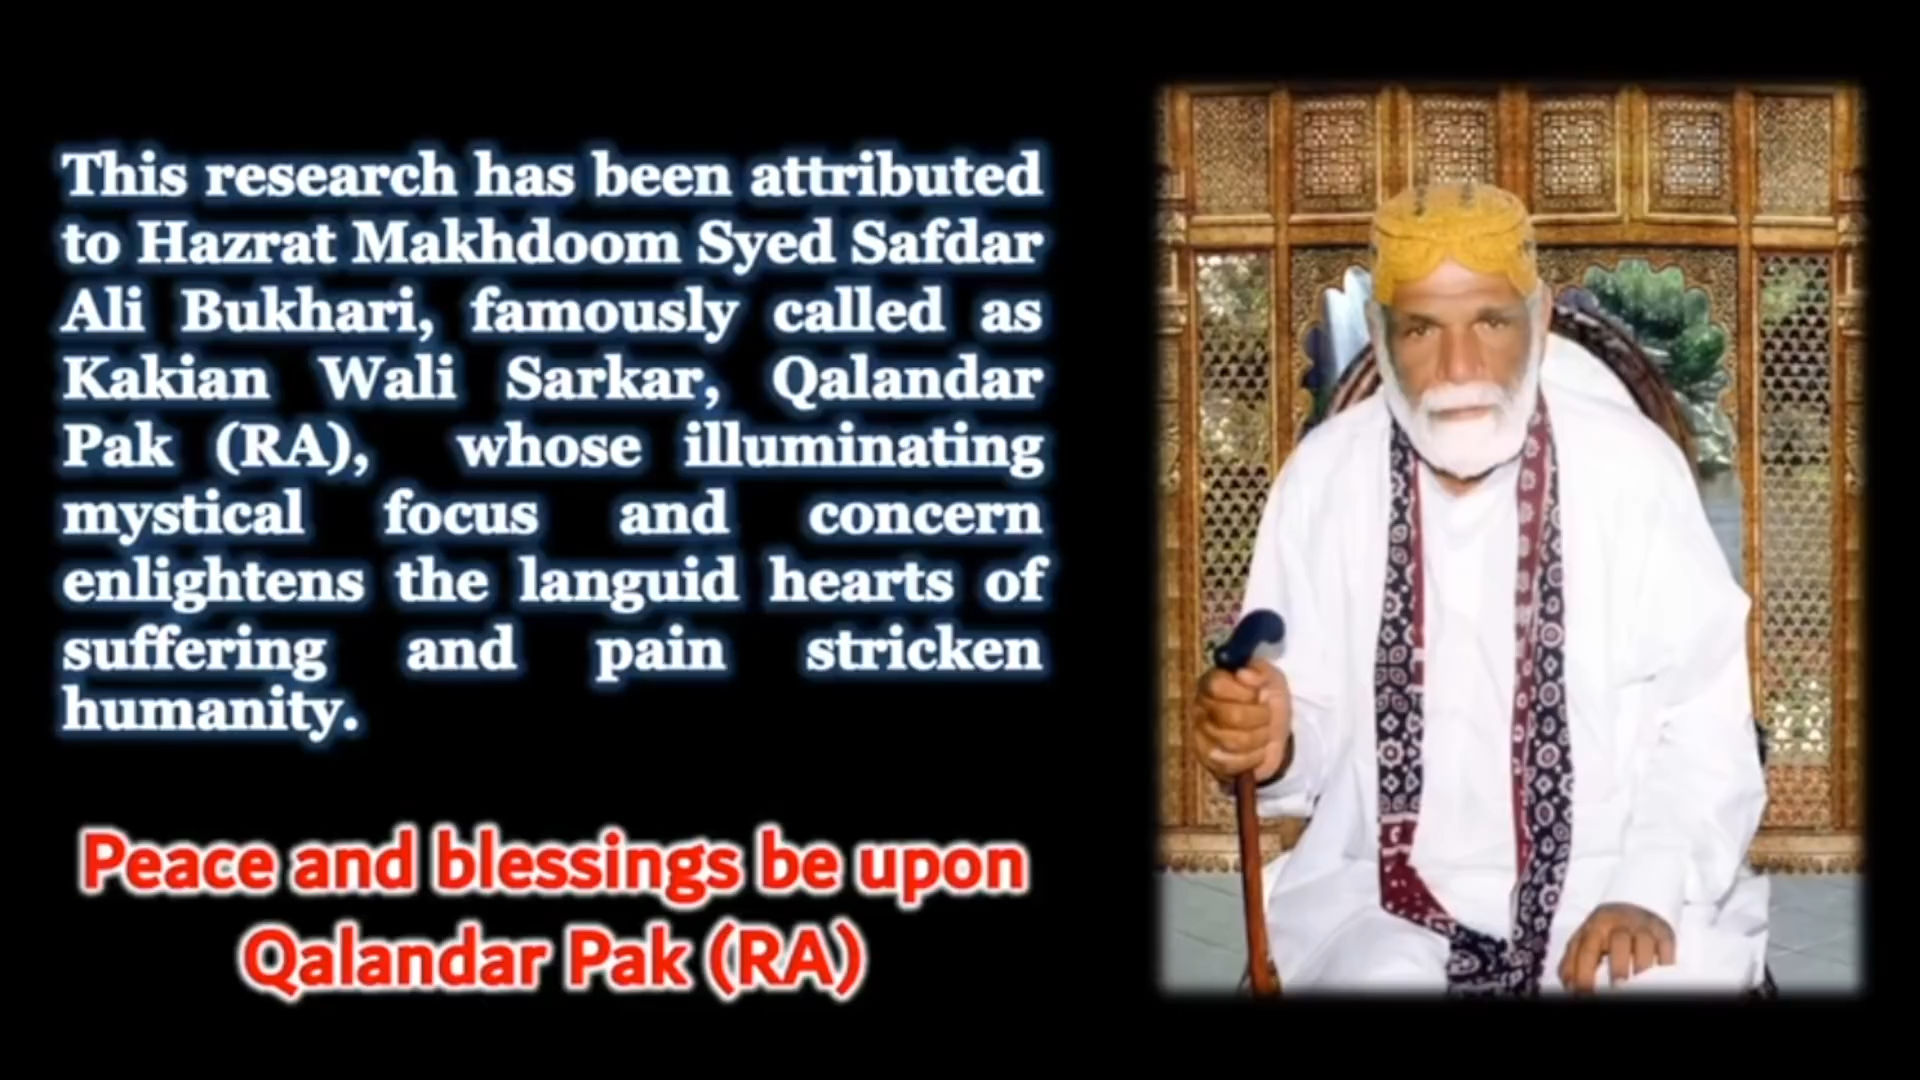 This research has been attributed
to Hazrat Makhdoom Syed Safdar
Ali Bukhari, famously called as
Kakian Wali Sarkar, Qalandar
Pak (RA), whose illuminating
mystical focus and concern
enlightens the languid hearts of
suffering and pain stricken
humanity.
Peace and blessings be upon
Qalandar Pak (RA)